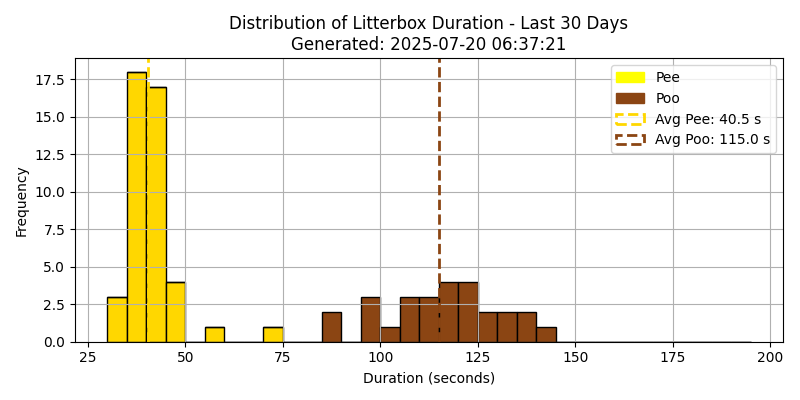 Distribution of Litterbox Duration - Last 30 Days
Generated: 2025-07-20 06:37:21
Pee
Poo
Avg Pee: 40.5 s
Avg Poo: 115.0 s
Frequency
17.5
15.0
12.5
10.0
7.5
5.0
2.5
0.0
25 50 75 100 125 150 175 200
Duration (seconds)